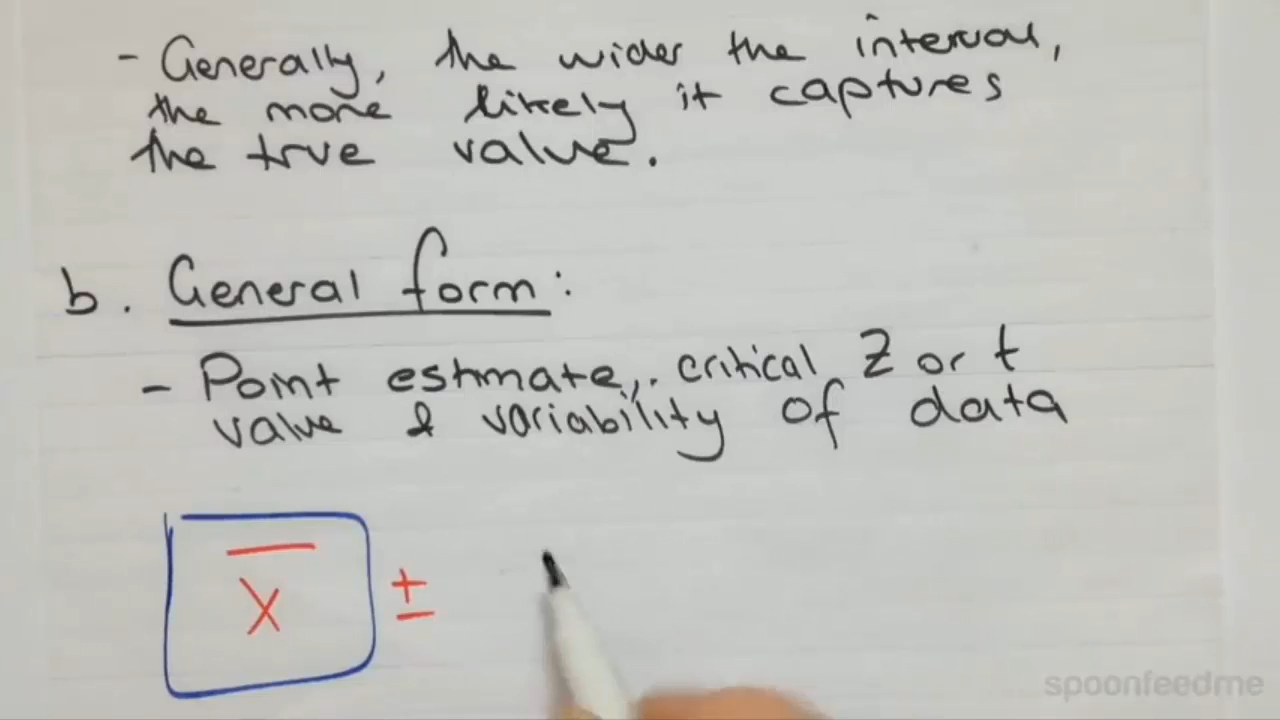 - Generally, the wider the interval,
the more likely it captures
the true value.
b. General form:
- Point estimate, critical Z or t
value & variability of data
x̄ ±
spoonfeedme